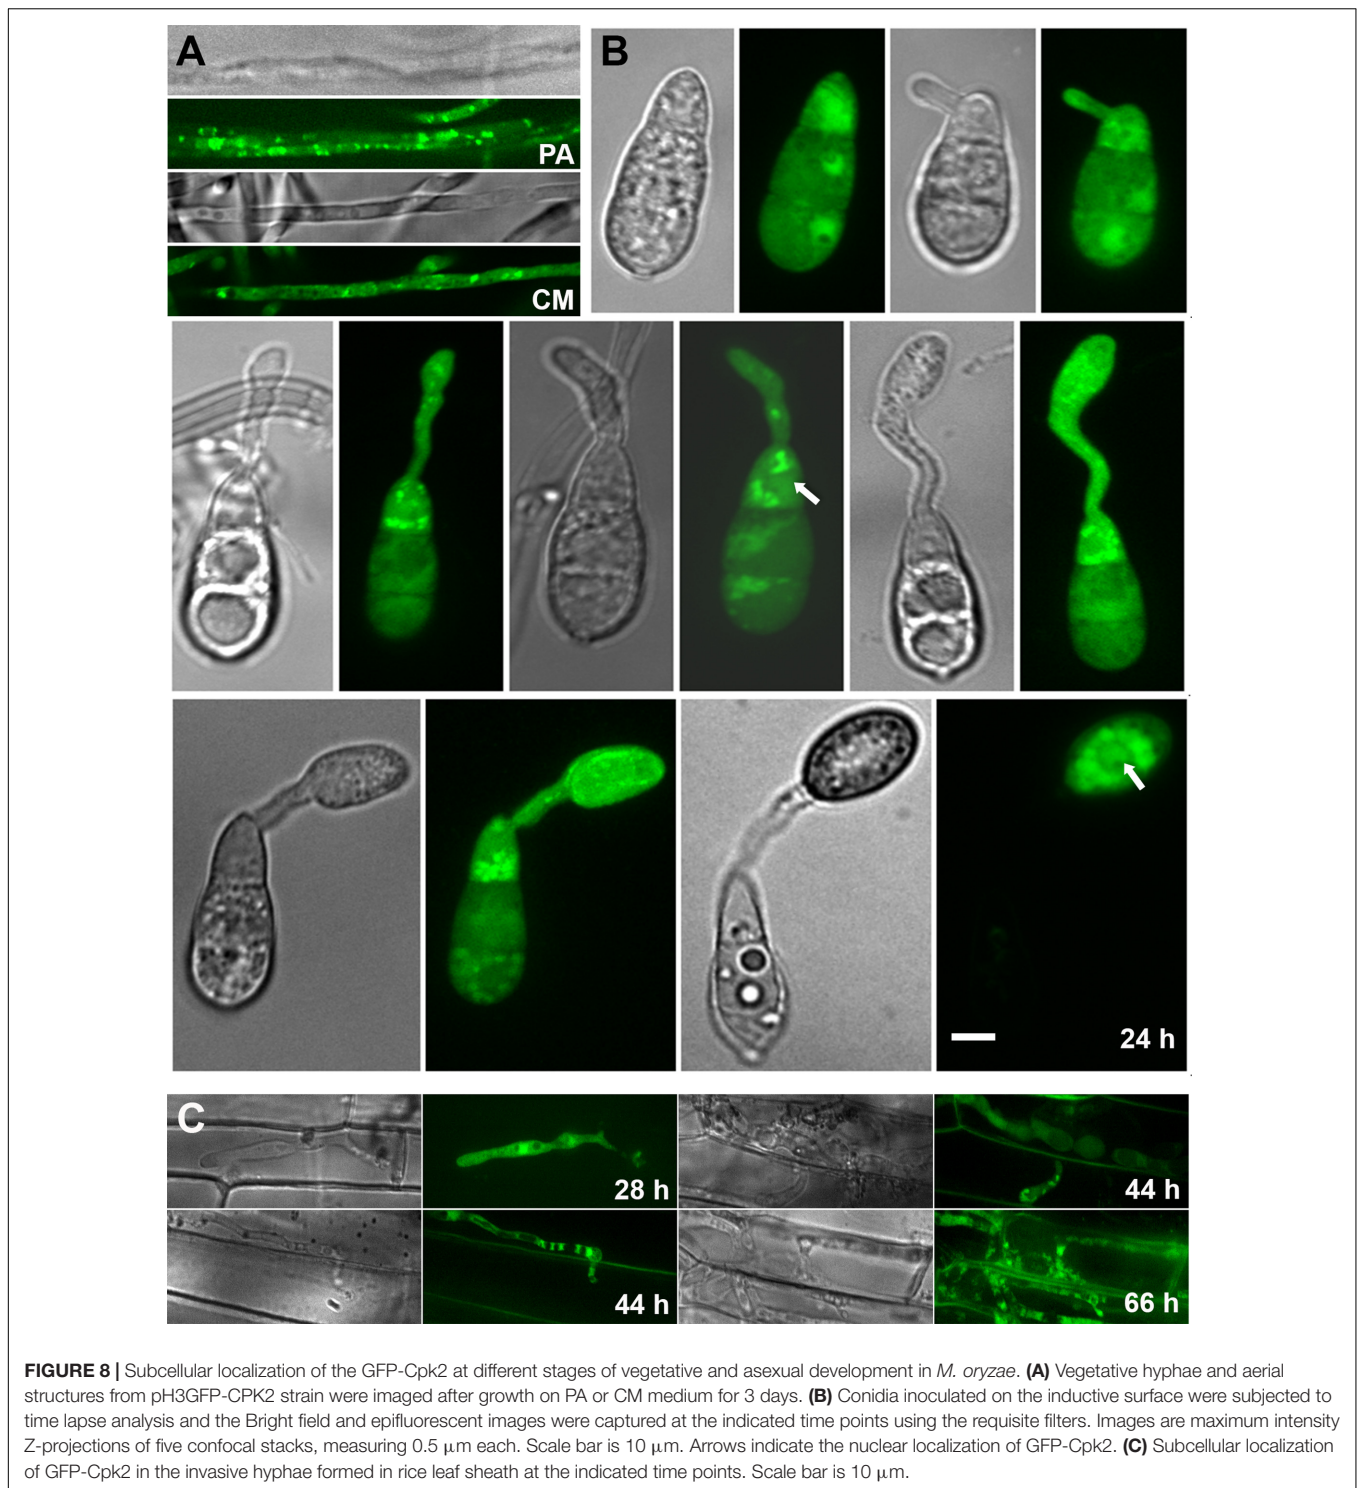 A
B
PA
CM
24 h
C
28 h
44 h
44 h
66 h
FIGURE 8 | Subcellular localization of the GFP-Cpk2 at different stages of vegetative and asexual development in M. oryzae. (A) Vegetative hyphae and aerial
structures from pH3GFP-CPK2 strain were imaged after growth on PA or CM medium for 3 days. (B) Conidia inoculated on the inductive surface were subjected to
time lapse analysis and the Bright field and epifluorescent images were captured at the indicated time points using the requisite filters. Images are maximum intensity
Z-projections of five confocal stacks, measuring 0.5 μm each. Scale bar is 10 μm. Arrows indicate the nuclear localization of GFP-Cpk2. (C) Subcellular localization
of GFP-Cpk2 in the invasive hyphae formed in rice leaf sheath at the indicated time points. Scale bar is 10 μm.